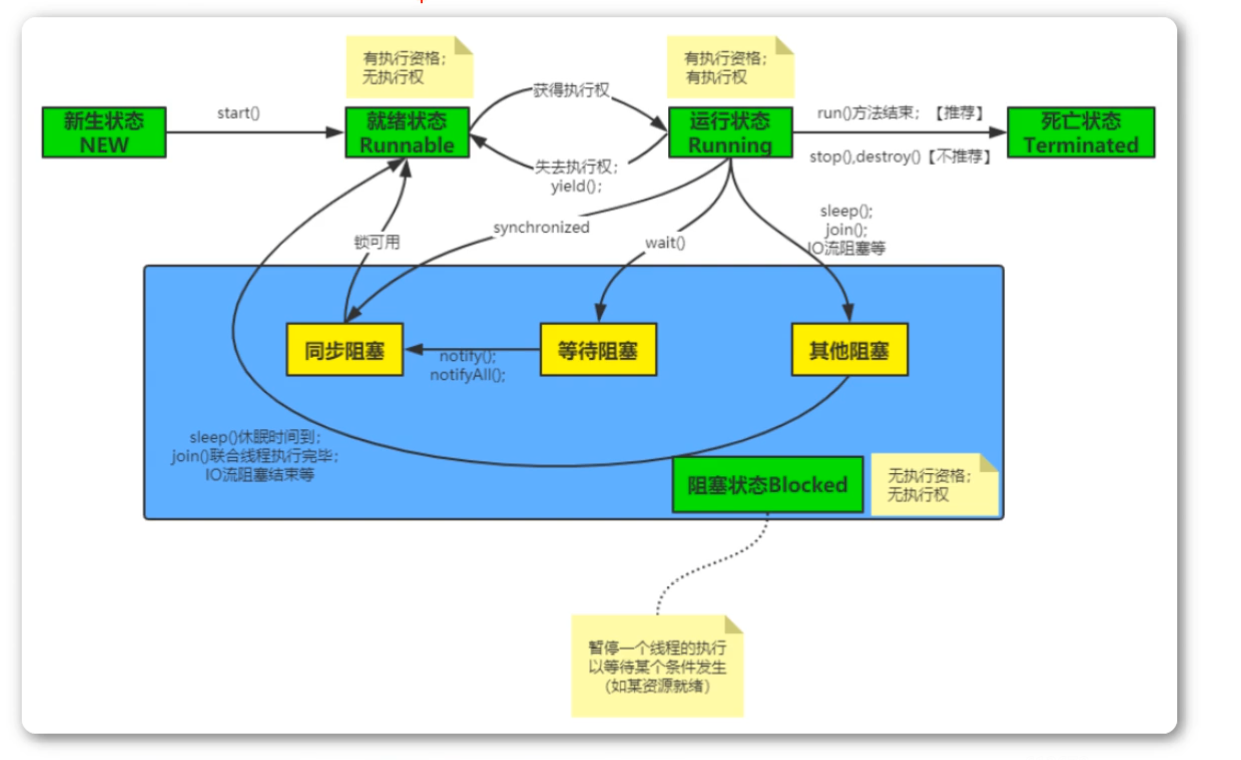 有执行资格；
无执行权
有执行资格；
有执行权
新生状态
NEW
start()
就绪状态
Runnable
获得执行权
失去执行权；
yield();
运行状态
Running
run()方法结束；【推荐】
stop(),destroy()【不推荐】
死亡状态
Terminated
锁可用
synchronized
wait()
sleep();
join();
IO流阻塞等
同步阻塞
notify();
notifyAll();
等待阻塞
其他阻塞
sleep()休眠时间到；
join()联合线程执行完毕；
IO流阻塞结束等
阻塞状态Blocked
无执行资格；
无执行权
暂停一个线程的执行
以等待某个条件发生
（如某资源就绪）